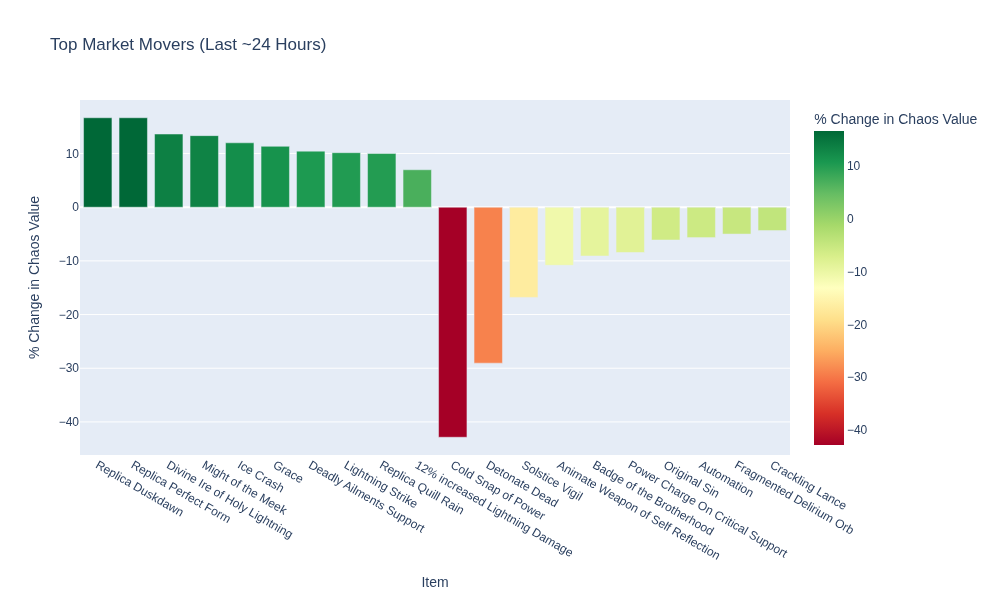 Top Market Movers (Last ~24 Hours)
% Change in Chaos Value
10
0
−10
−20
−30
−40
% Change in Chaos Value
10
0
−10
−20
−30
−40
Replica Duskdawn
Replica Perfect Form
Divine Ire of Holy Lightning
Might of the Meek
Ice Crash
Grace
Deadly Ailments Support
Lightning Strike
Replica Quill Rain
12% increased Lightning Damage
Cold Snap of Power
Detonate Dead
Solstice Vigil
Animate Weapon of Self Reflection
Badge of the Brotherhood
Power Charge On Critical Support
Original Sin
Automation
Fragmented Delirium Orb
Crackling Lance
Item